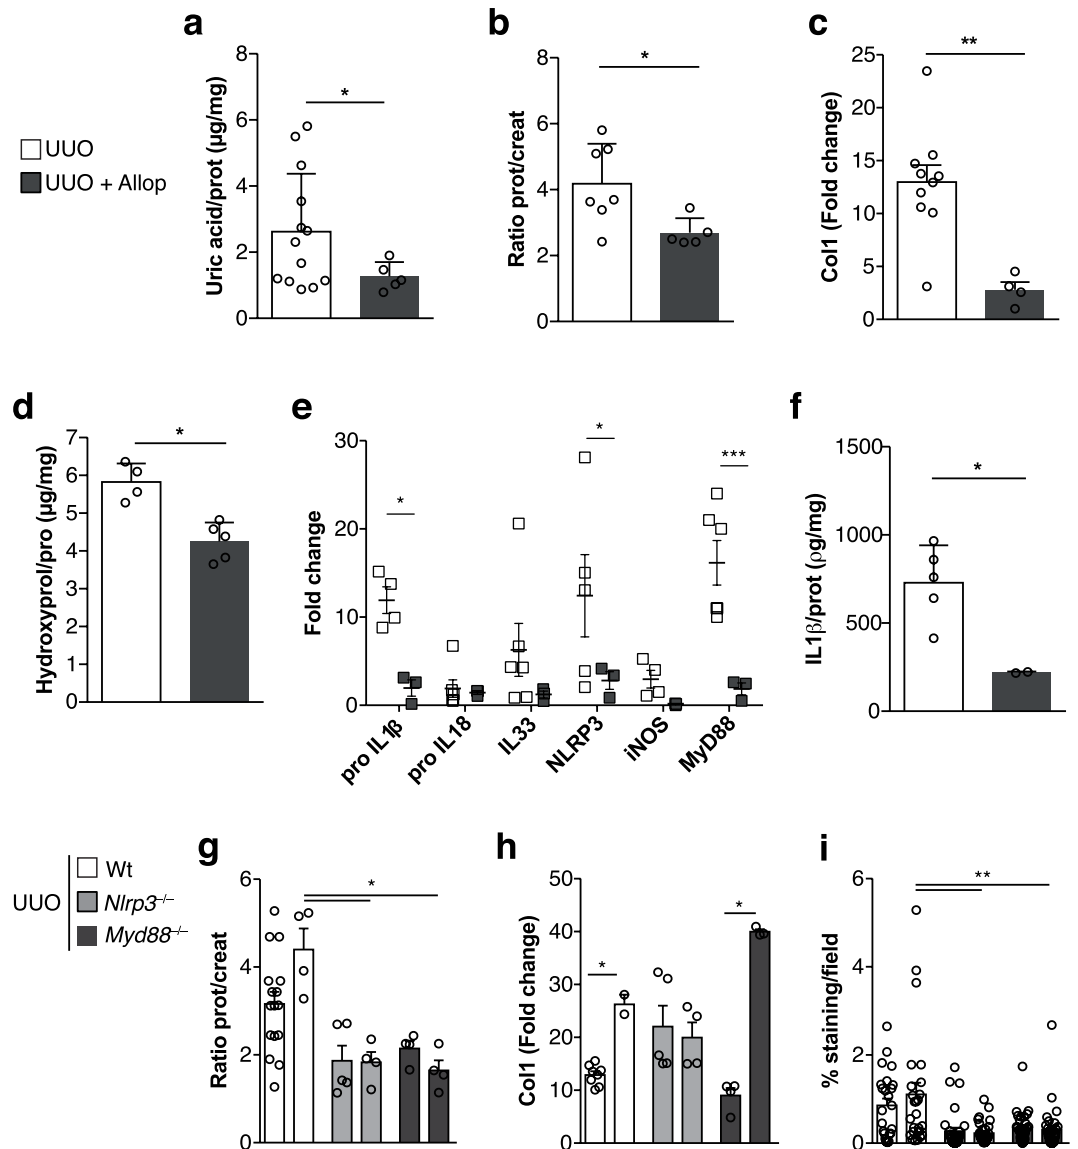 a
b
c
UUO
UUO + Allop
Uric acid/prot (µg/mg)
8
6
4
2
0
*
Ratio prot/creat
8
6
4
2
0
*
Col1 (Fold change)
25
20
15
10
5
0
**
d
e
f
Hydroxyprol/pro (µg/mg)
7
6
5
4
3
2
1
0
*
Fold change
30
20
10
0
*
*
***
pro IL1β
pro IL18
IL33
NLRP3
iNOS
MyD88
IL1β/prot (ρg/mg)
1500
1000
500
0
*
UUO
Wt
Nlrp3–/–
Myd88–/–
g
h
i
Ratio prot/creat
6
4
2
0
*
Col1 (Fold change)
50
40
30
20
10
0
*
*
% staining/field
6
4
2
0
**